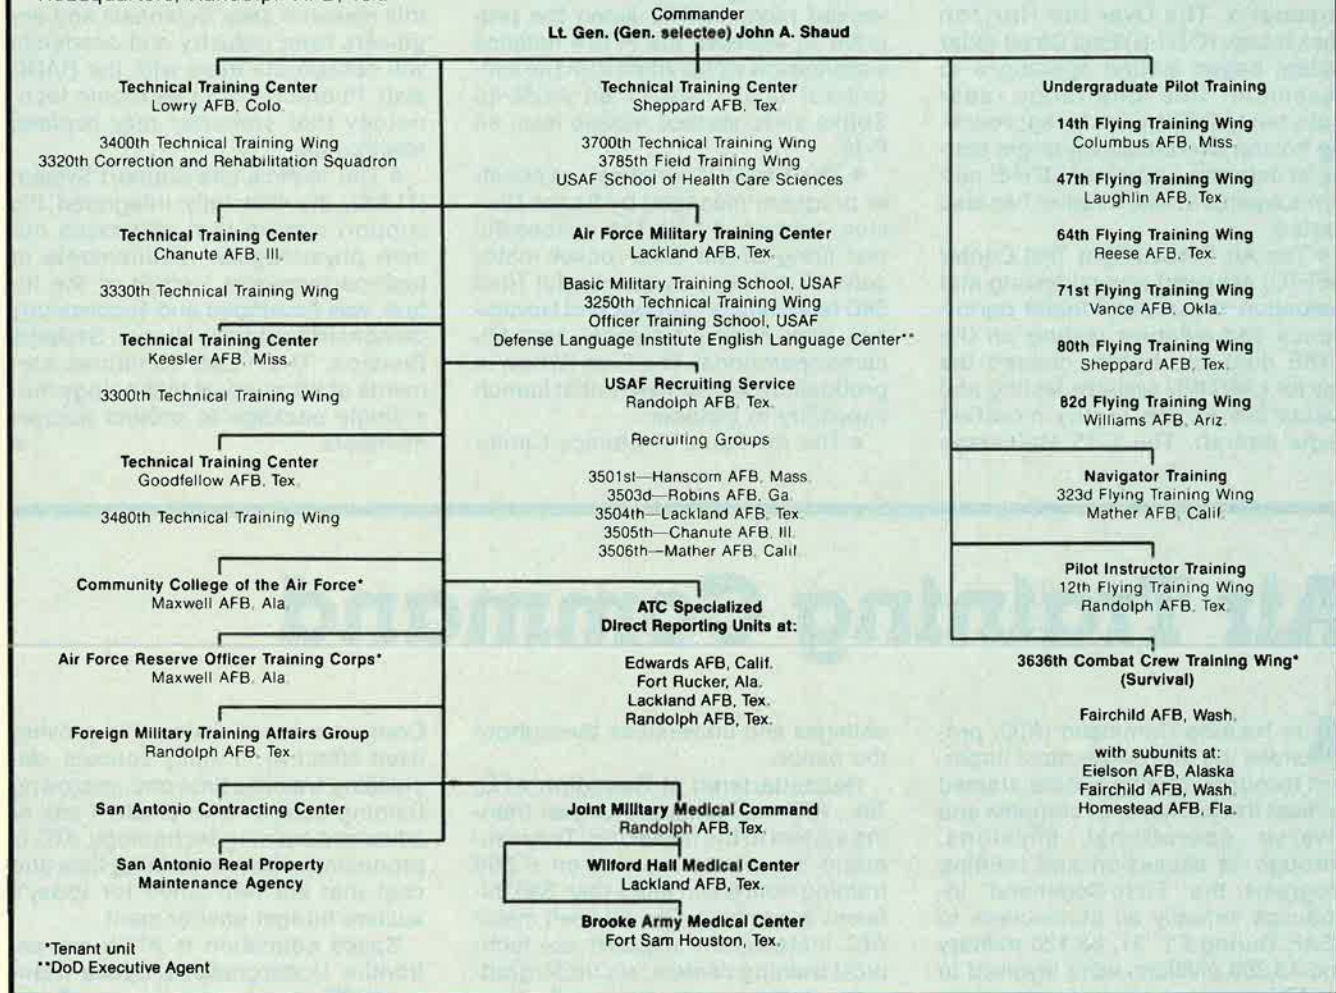 Commander
Lt. Gen. (Gen. selectee) John A. Shaud
Technical Training Center
Lowry AFB, Colo.
3400th Technical Training Wing
3320th Correction and Rehabilitation Squadron
Technical Training Center
Chanute AFB, Ill.
3330th Technical Training Wing
Technical Training Center
Keesler AFB, Miss.
3300th Technical Training Wing
Technical Training Center
Goodfellow AFB, Tex.
3480th Technical Training Wing
Community College of the Air Force*
Maxwell AFB, Ala.
Air Force Reserve Officer Training Corps*
Maxwell AFB, Ala.
Foreign Military Training Affairs Group
Randolph AFB, Tex.
San Antonio Contracting Center
San Antonio Real Property
Maintenance Agency
Technical Training Center
Sheppard AFB, Tex.
3700th Technical Training Wing
3785th Field Training Wing
USAF School of Health Care Sciences
Air Force Military Training Center
Lackland AFB, Tex.
Basic Military Training School, USAF
3250th Technical Training Wing
Officer Training School, USAF
Defense Language Institute English Language Center**
USAF Recruiting Service
Randolph AFB, Tex.
Recruiting Groups
3501st—Hanscom AFB, Mass.
3503d—Robins AFB, Ga.
3504th—Lackland AFB, Tex.
3505th—Chanute AFB, Ill.
3506th—Mather AFB, Calif.
ATC Specialized
Direct Reporting Units at:
Edwards AFB, Calif.
Fort Rucker, Ala.
Lackland AFB, Tex.
Randolph AFB, Tex.
Joint Military Medical Command
Randolph AFB, Tex.
Wilford Hall Medical Center
Lackland AFB, Tex.
Brooke Army Medical Center
Fort Sam Houston, Tex.
Undergraduate Pilot Training
14th Flying Training Wing
Columbus AFB, Miss.
47th Flying Training Wing
Laughlin AFB, Tex.
64th Flying Training Wing
Reese AFB, Tex.
71st Flying Training Wing
Vance AFB, Okla.
80th Flying Training Wing
Sheppard AFB, Tex.
82d Flying Training Wing
Williams AFB, Ariz.
Navigator Training
323d Flying Training Wing
Mather AFB, Calif.
Pilot Instructor Training
12th Flying Training Wing
Randolph AFB, Tex.
3636th Combat Crew Training Wing*
(Survival)
Fairchild AFB, Wash.
with subunits at:
Eielson AFB, Alaska
Fairchild AFB, Wash.
Homestead AFB, Fla.
*Tenant unit
**DoD Executive Agent